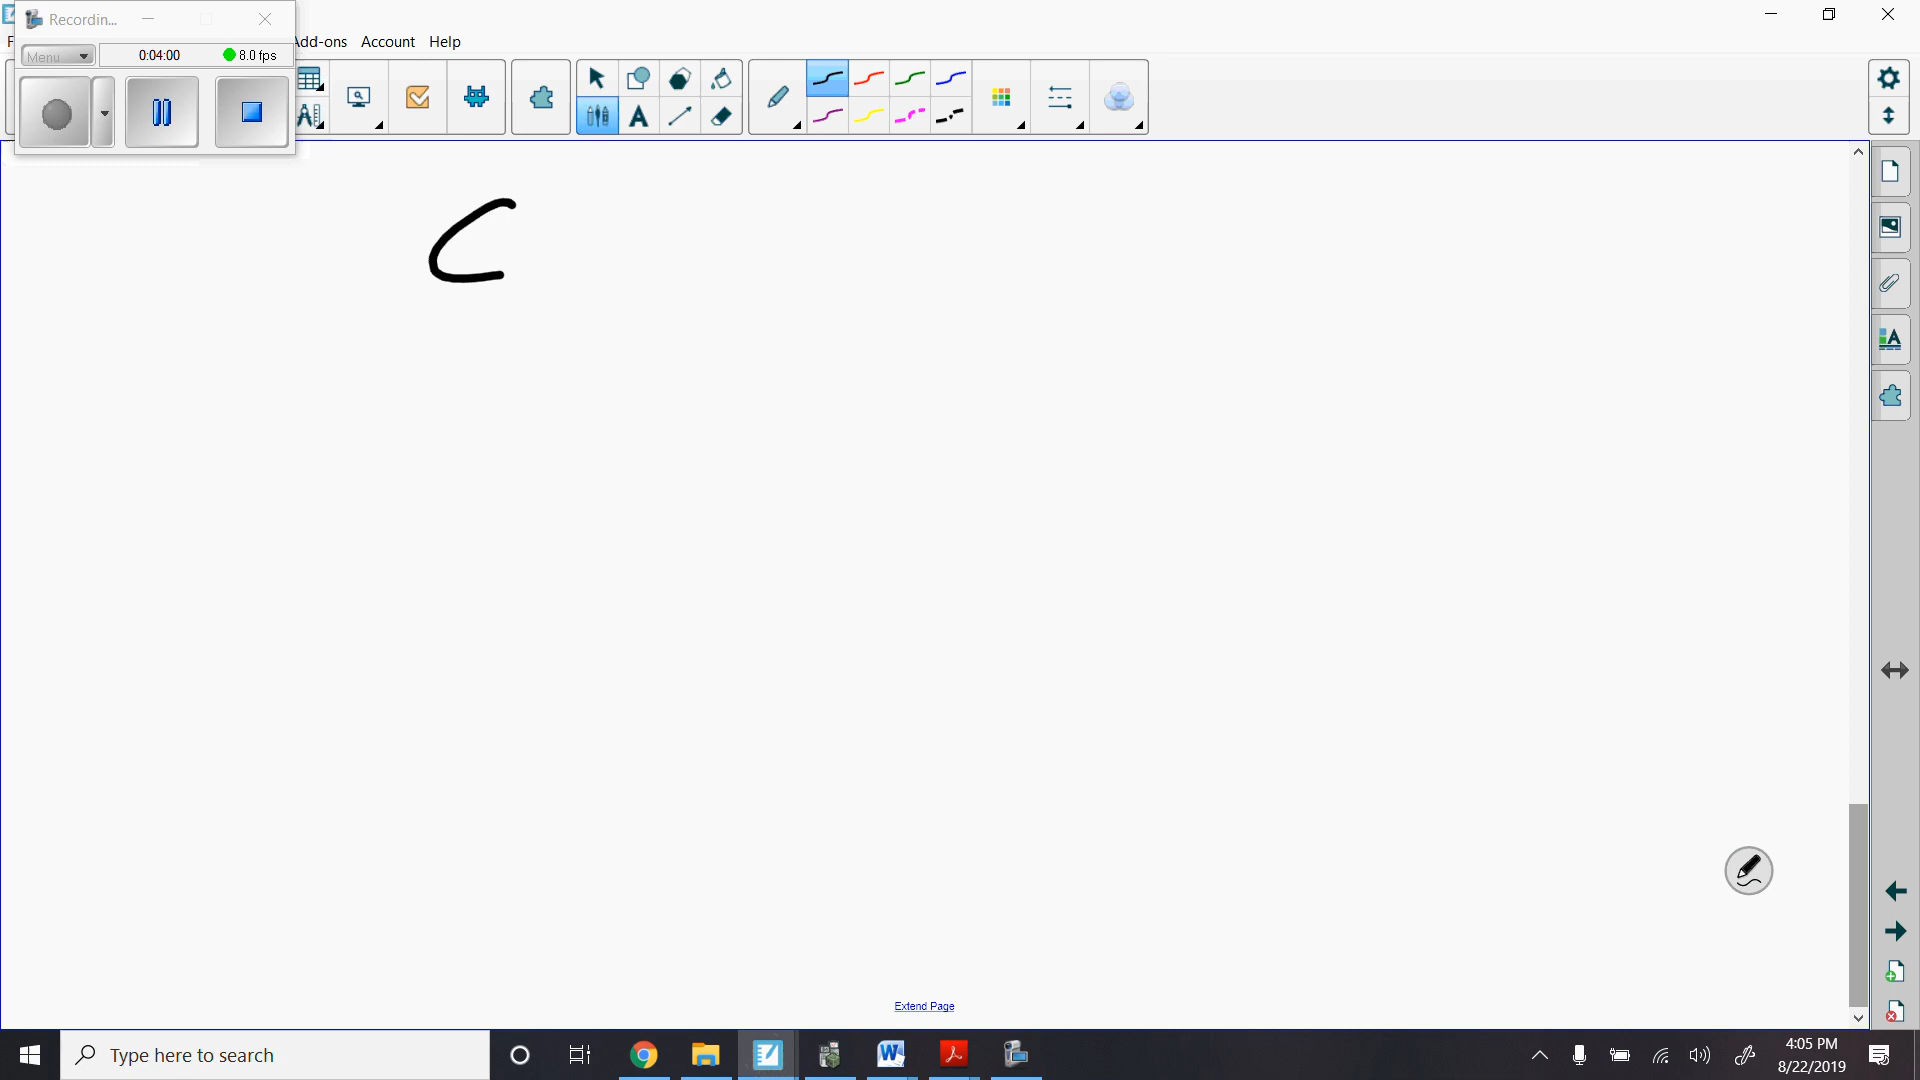 Recordin...
Menu 0:04:00 8.0 fps
Add-ons Account Help
C
Extend Page
Type here to search
4:05 PM
8/22/2019